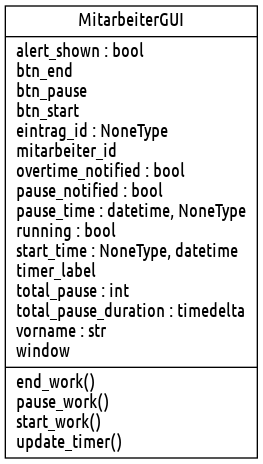 MitarbeiterGUI
alert_shown : bool
btn_end
btn_pause
btn_start
eintrag_id : NoneType
mitarbeiter_id
overtime_notified : bool
pause_notified : bool
pause_time : datetime, NoneType
running : bool
start_time : NoneType, datetime
timer_label
total_pause : int
total_pause_duration : timedelta
vorname : str
window
end_work()
pause_work()
start_work()
update_timer()